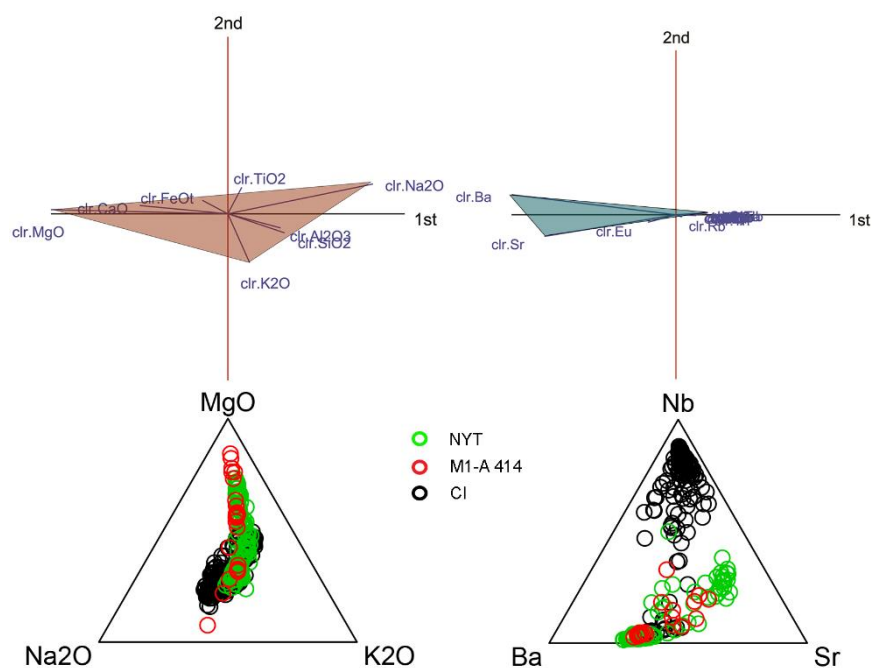 2nd
2nd
clr.TiO2
clr.Na2O
clr.FeOt
clr.CaO
clr.MgO
1st
clr.Al2O3
clr.SiO2
clr.K2O
clr.Ba
clr.Sr
clr.Eu
clr.Rb
1st
MgO
Nb
NYT
M1-A 414
CI
Na2O
K2O
Ba
Sr